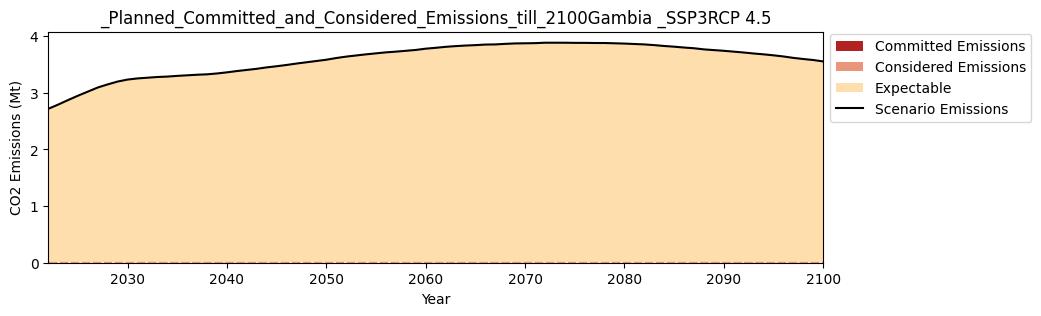 _Planned_Committed_and_Considered_Emissions_till_2100Gambia _SSP3RCP 4.5
CO2 Emissions (Mt)
4
3
2
1
0
2030 2040 2050 2060 2070 2080 2090 2100
Year
Committed Emissions
Considered Emissions
Expectable
Scenario Emissions